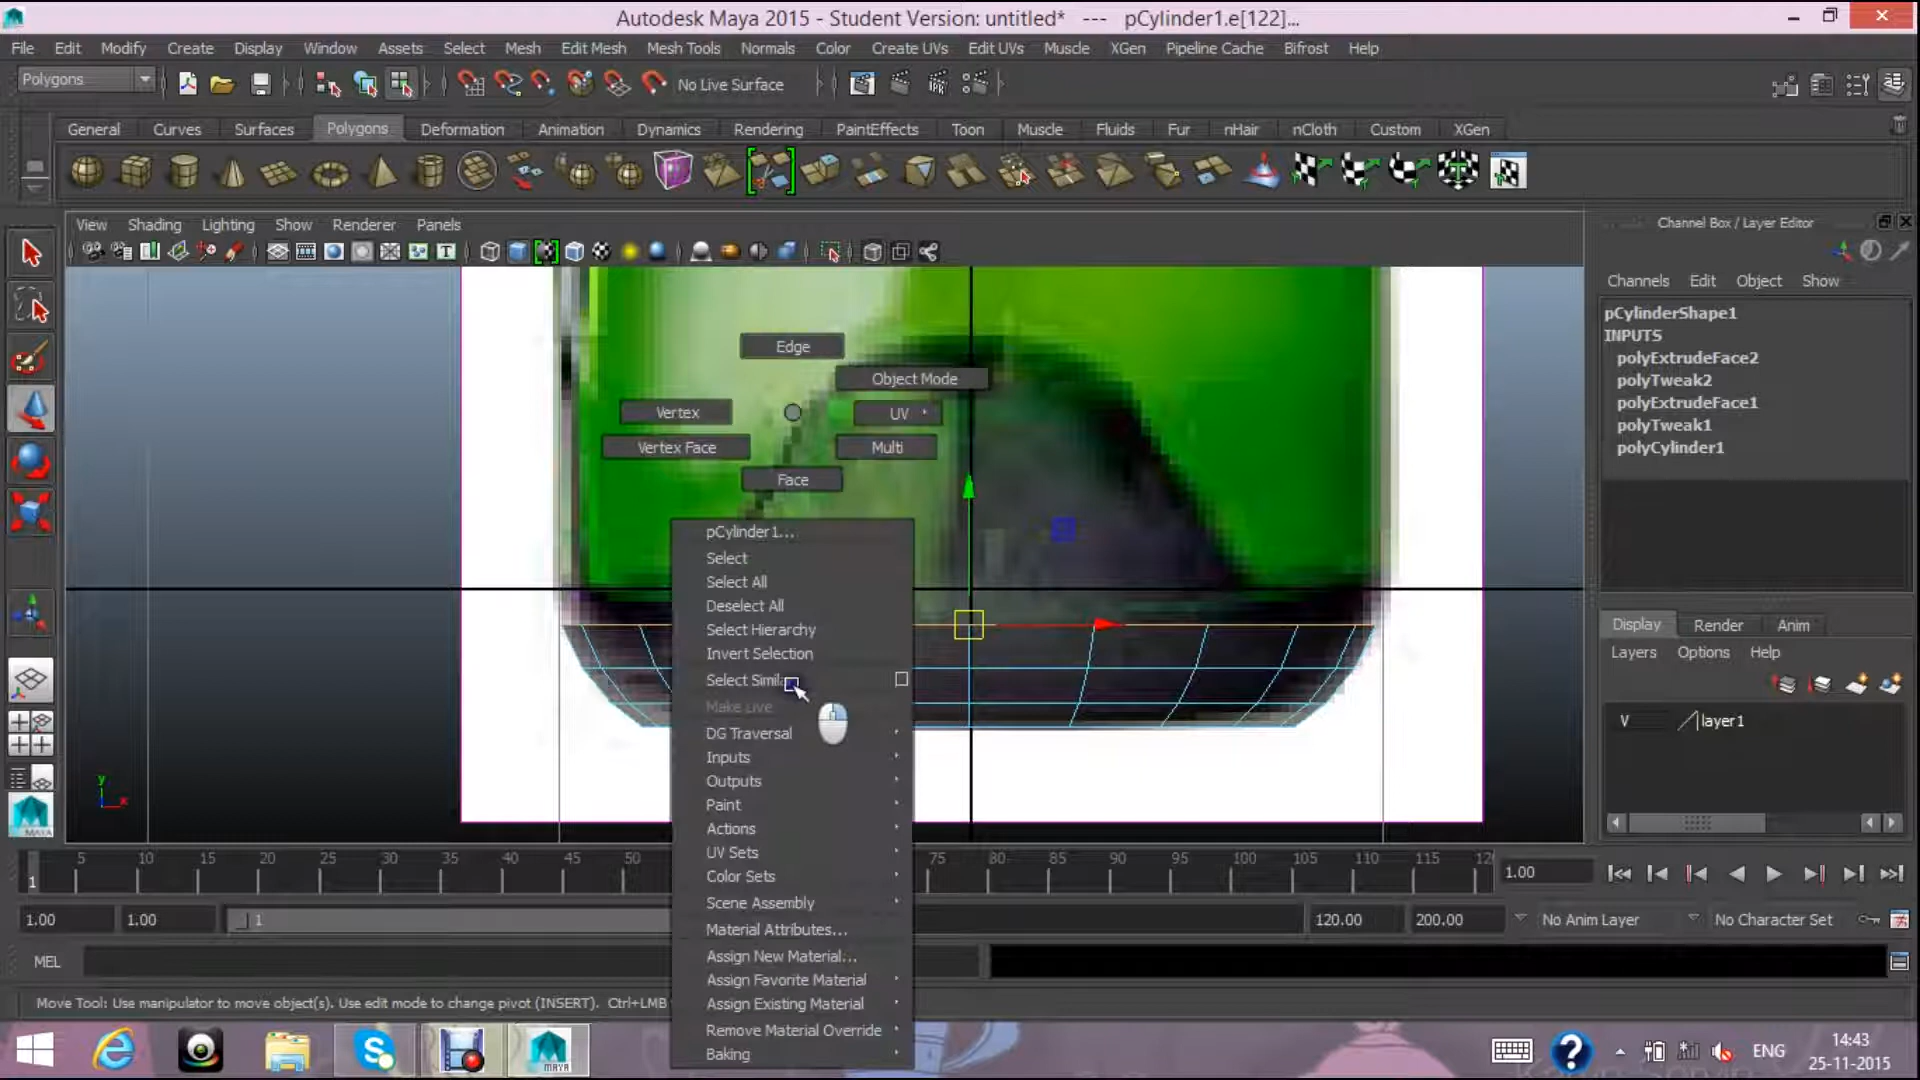 Autodesk Maya 2015 - Student Version: untitled* --- pCylinder1.e[122]...
File Edit Modify Create Display Window Assets Select Mesh Edit Mesh Mesh Tools Normals Color Create UVs Edit UVs Muscle XGen Pipeline Cache Bifrost Help
Polygons No Live Surface
General Curves Surfaces Polygons Deformation Animation Dynamics Rendering PaintEffects Toon Muscle Fluids Fur nHair nCloth Custom XGen
View Shading Lighting Show Renderer Panels
Channel Box / Layer Editor
Channels Edit Object Show
pCylinderShape1
INPUTS
polyExtrudeFace2
polyTweak2
polyExtrudeFace1
polyTweak1
polyCylinder1
Edge
Object Mode
Vertex UV
Vertex Face Multi
Face
pCylinder1...
Select
Select All
Deselect All
Select Hierarchy
Invert Selection
Select Simil
Make Live
DG Traversal
Inputs
Outputs
Paint
Actions
UV Sets
Color Sets
Scene Assembly
Material Attributes...
Assign New Material...
Assign Favorite Material
Assign Existing Material
Remove Material Override
Baking
Display Render Anim
Layers Options Help
V layer1
y x
MAYA
1 5 10 15 20 25 30 35 40 45 50 75 80 85 90 95 100 105 110 115 12
1.00
1.00 1.00 1 120.00 200.00 No Anim Layer No Character Set
MEL
Move Tool: Use manipulator to move object(s). Use edit mode to change pivot (INSERT). Ctrl+LMB
MAYA
ENG
14:43
25-11-2015